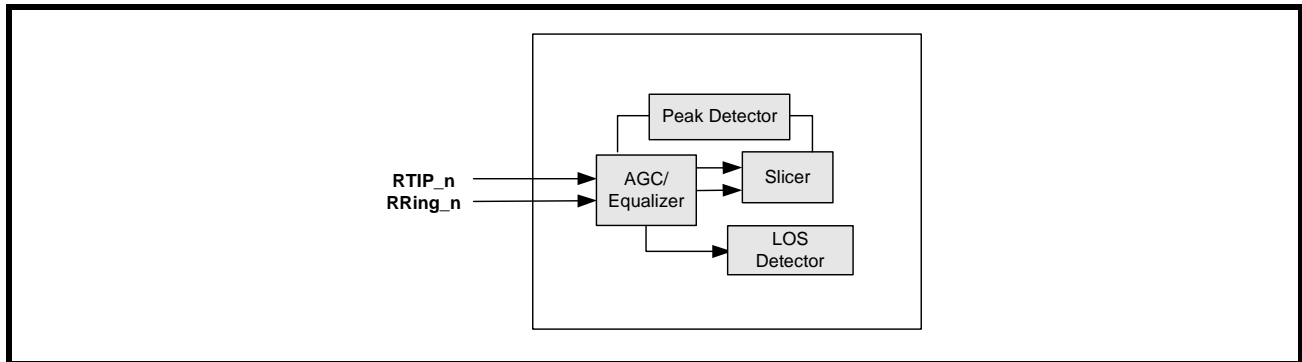 Peak Detector
RTIP_n
RRing_n
AGC/
Equalizer
Slicer
LOS
Detector